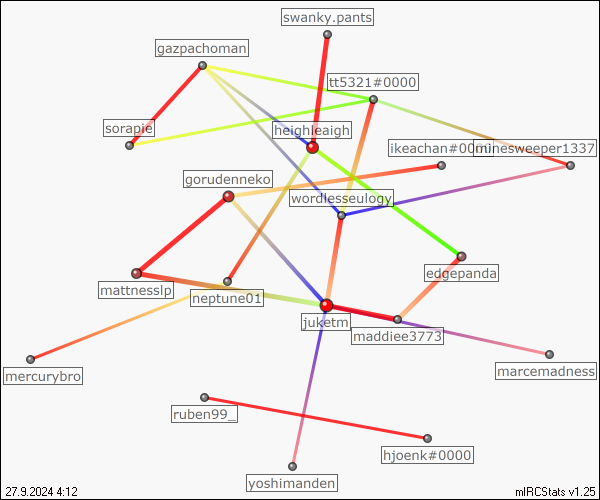 swanky.pants
gazpachoman
tt5321#0000
sorapie
heighleaigh
ikeachan#0000
minesweeper1337
gorudenneko
wordlesseulogy
edgepanda
mattnesslp
neptune01
juketm
maddiee3773
mercurybro
marcemadness
ruben99_
hjoenk#0000
yoshimanden
27.9.2024 4:12
mIRCStats v1.25